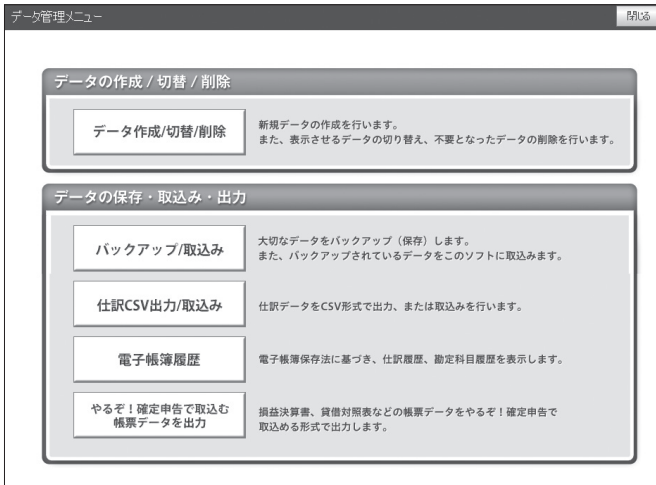 データ管理メニュー
閉じる
データの作成 / 切替 / 削除
データ作成/切替/削除
新規データの作成を行います。
また、表示させるデータの切り替え、不要となったデータの削除を行います。
データの保存・取込み・出力
バックアップ/取込み
大切なデータをバックアップ（保存）します。
また、バックアップされているデータをこのソフトに取込みます。
仕訳CSV出力/取込み
仕訳データをCSV形式で出力、または取込みを行います。
電子帳簿履歴
電子帳簿保存法に基づき、仕訳履歴、勘定科目履歴を表示します。
やるぞ！確定申告で取込む
帳票データを出力
損益決算書、貸借対照表などの帳票データをやるぞ！確定申告で
取込める形式で出力します。